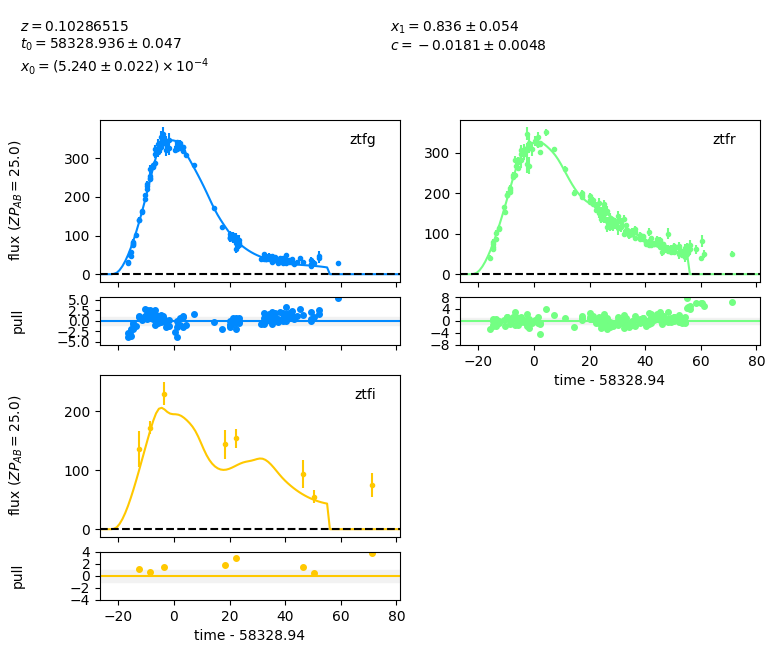 z = 0.10286515
t₀ = 58328.936 ± 0.047
x₀ = (5.240 ± 0.022) × 10⁻⁴
x₁ = 0.836 ± 0.054
c = −0.0181 ± 0.0048
ztfg
flux (ZP_AB = 25.0)
300
200
100
0
pull
5.0
2.5
0.0
−2.5
−5.0
ztfr
300
200
100
0
8
4
0
−4
−8
−20 0 20 40 60 80
time - 58328.94
ztfi
flux (ZP_AB = 25.0)
200
100
0
pull
4
2
0
−2
−4
−20 0 20 40 60 80
time - 58328.94